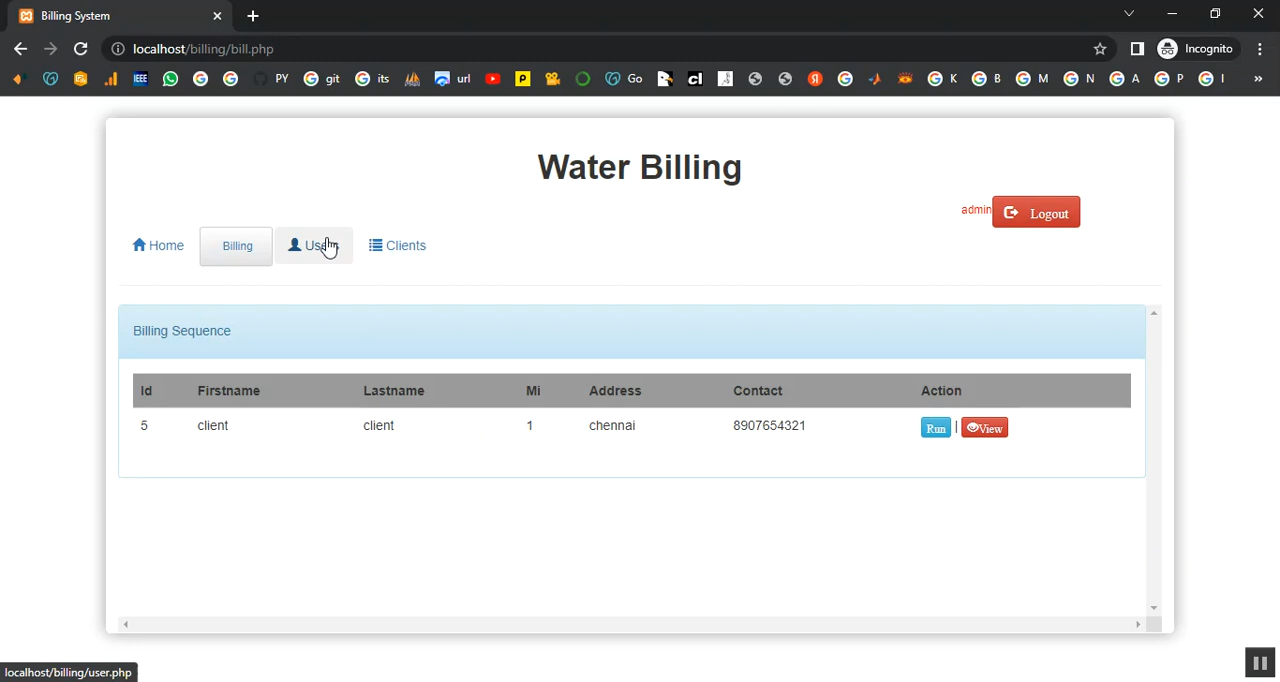 Billing System
localhost/billing/bill.php
Incognito
IEEE PY git its url Go cl K B M N A P I »
Water Billing
admin Logout
Home Billing Clients
Billing Sequence
Id Firstname Lastname Mi Address Contact Action
5 client client 1 chennai 8907654321 Run | View
localhost/billing/user.php